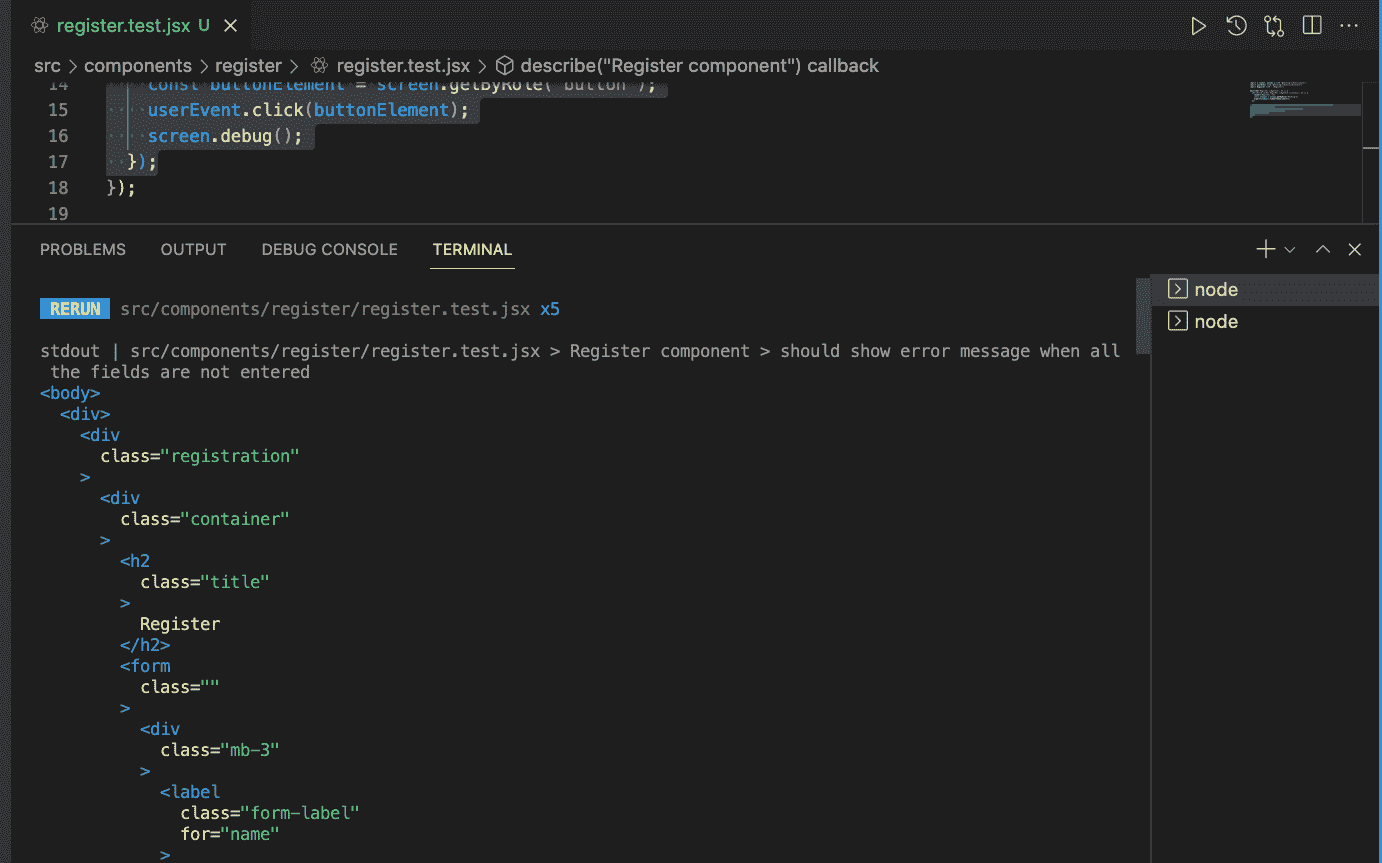 register.test.jsx U
src > components > register > register.test.jsx > describe("Register component") callback
14 const buttonElement = screen.getByRole("button");
15 userEvent.click(buttonElement);
16 screen.debug();
17 });
18 });
19
PROBLEMS OUTPUT DEBUG CONSOLE TERMINAL
node
node
RERUN src/components/register/register.test.jsx x5
stdout | src/components/register/register.test.jsx > Register component > should show error message when all
the fields are not entered
<body>
<div>
<div
class="registration"
>
<div
class="container"
>
<h2
class="title"
>
Register
</h2>
<form
class=""
>
<div
class="mb-3"
>
<label
class="form-label"
for="name"
>